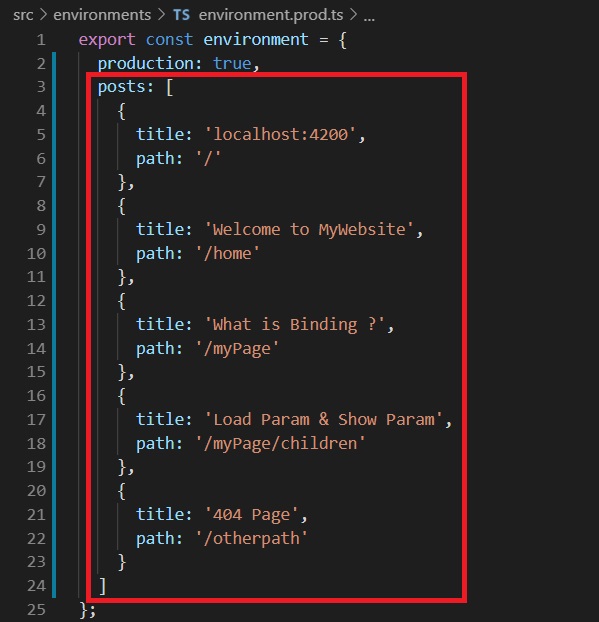 src > environments > TS environment.prod.ts > ...
1 export const environment = {
2 production: true,
3 posts: [
4 {
5 title: 'localhost:4200',
6 path: '/'
7 },
8 {
9 title: 'Welcome to MyWebsite',
10 path: '/home'
11 },
12 {
13 title: 'What is Binding ?',
14 path: '/myPage'
15 },
16 {
17 title: 'Load Param & Show Param',
18 path: '/myPage/children'
19 },
20 {
21 title: '404 Page',
22 path: '/otherpath'
23 }
24 ]
25 };